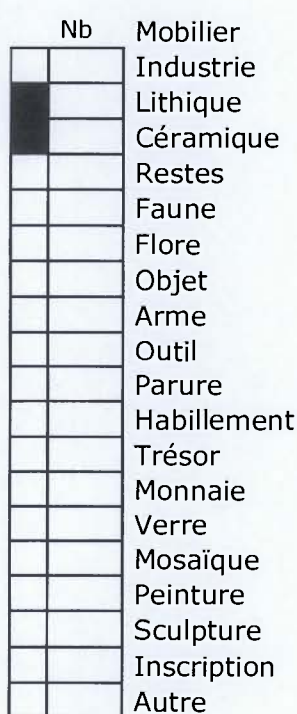 Nb Mobilier
Industrie
Lithique
Céramique
Restes
Faune
Flore
Objet
Arme
Outil
Parure
Habillement
Trésor
Monnaie
Verre
Mosaïque
Peinture
Sculpture
Inscription
Autre